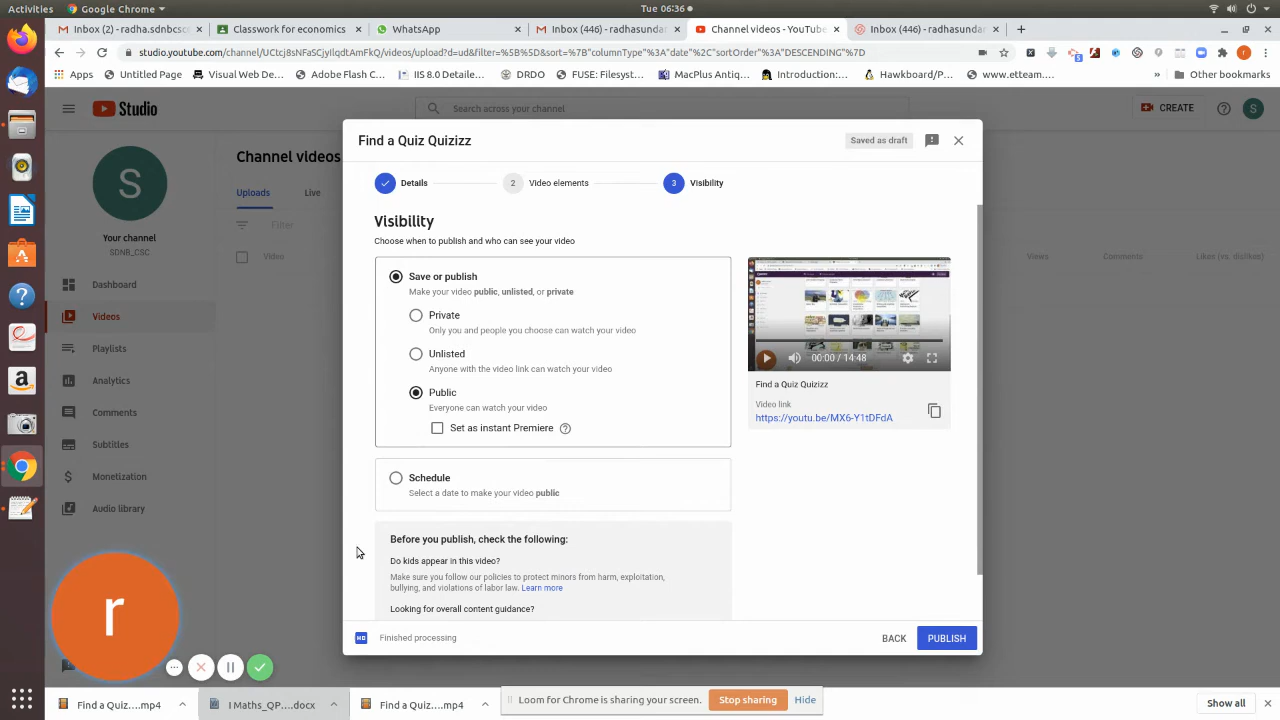 Activities
Google Chrome
Tue 06:36
Inbox (2) - radha.sdnbcsc
Classwork for Computers
WhatsApp
Inbox (446) - radhasundar
Channel videos - YouTube
Inbox (446) - radhasundar
studio.youtube.com/channel/UCtcj8sNFaSCjyIlqdtAmFkQ/videos/upload?d=ud&filter=%5B%5D&sort=%7B"columnType"%3A"date"%2C"sortOrder"%3A"DESCENDING"%7D
Apps
Untitled Page
Visual Web De...
Adobe Flash C...
IIS 8.0 Detaile...
DRDO
FUSE: Filesyst...
MacPlus Antiq...
Introduction:...
Hawkboard/P...
www.etteam.c...
»
Other bookmarks
Studio
Search across your channel
CREATE
S
S
Your channel
SDNB_CSC
Dashboard
Videos
Playlists
Analytics
Comments
Subtitles
Monetization
Audio library
Channel videos
Uploads
Live
Filter
Video
Views
Comments
Likes (vs. dislikes)
Find a Quiz Quizizz
Saved as draft
Details
2
Video elements
3
Visibility
Visibility
Choose when to publish and who can see your video
Save or publish
Make your video public, unlisted, or private
Private
Only you and people you choose can watch your video
Unlisted
Anyone with the video link can watch your video
Public
Everyone can watch your video
Set as instant Premiere
Schedule
Select a date to make your video public
Before you publish, check the following:
Do kids appear in this video?
Make sure you follow our policies to protect minors from harm, exploitation,
bullying, and violations of labor law. Learn more
Looking for overall content guidance?
00:00 / 14:48
Find a Quiz Quizizz
Video link
https://youtu.be/MX6-Y1tDFdA
HD
Finished processing
BACK
PUBLISH
r
Find a Quiz....mp4
I Maths_QP....docx
Find a Quiz....mp4
Loom for Chrome is sharing your screen.
Stop sharing
Hide
Show all